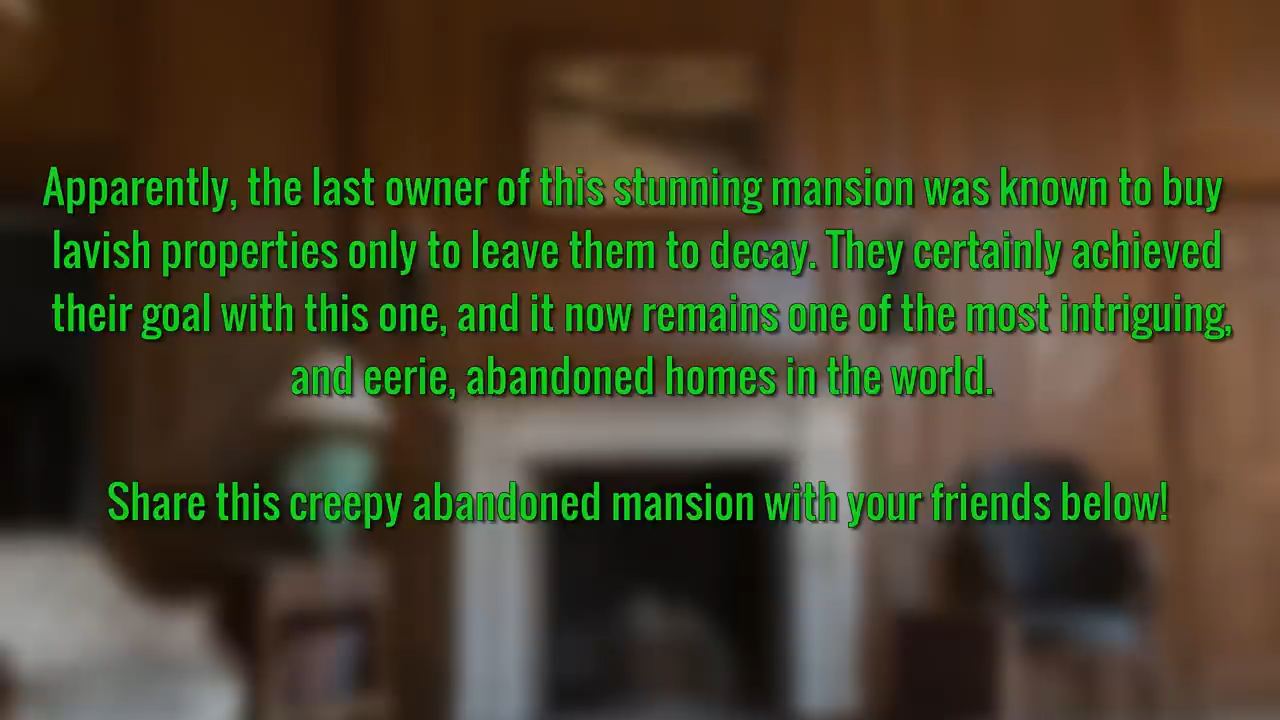 Apparently, the last owner of this stunning mansion was known to buy
lavish properties only to leave them to decay. They certainly achieved
their goal with this one, and it now remains one of the most intriguing,
and eerie, abandoned homes in the world.
Share this creepy abandoned mansion with your friends below!